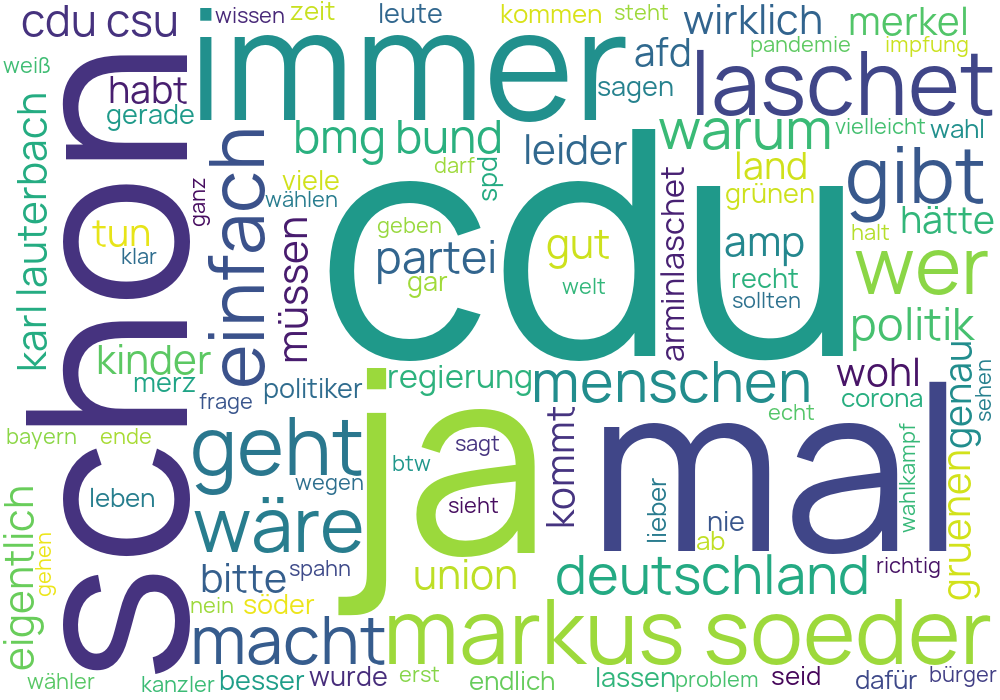 cdu csu
wissen
zeit
leute
kommen
steht
wirklich
merkel
weiß
immer
afd
pandemie
impfung
habt
sagen
laschet
gerade
schon
karl lauterbach
einfach
bmg bund
leider
warum
vielleicht
wahl
darf
spd
land
gibt
ganz
viele
wählen
cdu
arminlaschet
grünen
hätte
tun
klar
müssen
geben
partei
gut
amp
halt
wer
gar
welt
recht
sollten
politik
kinder
merz
politiker
regierung
menschen
wohl
genau
sehen
frage
corona
bayern
ende
geht
ja
sagt
kommt
echt
mal
wahlkampf
btw
wegen
leben
sieht
lieber
nie
gruenen
eigentlich
wäre
ab
gehen
bitte
spahn
union
deutschland
richtig
nein
söder
macht
markus soeder
wähler
kanzler
besser
wurde
erst
endlich
lassen
problem
seid
dafür
bürger